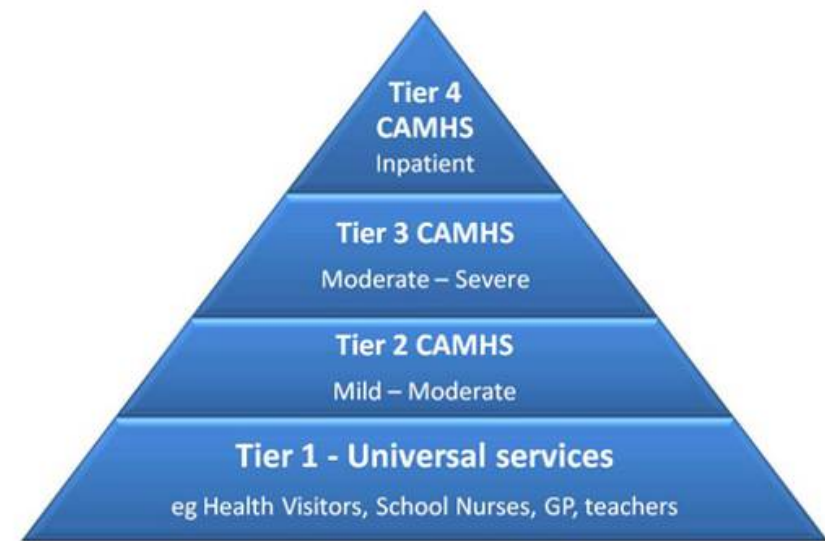 Tier 4
CAMHS
Inpatient
Tier 3 CAMHS
Moderate – Severe
Tier 2 CAMHS
Mild – Moderate
Tier 1 - Universal services
eg Health Visitors, School Nurses, GP, teachers